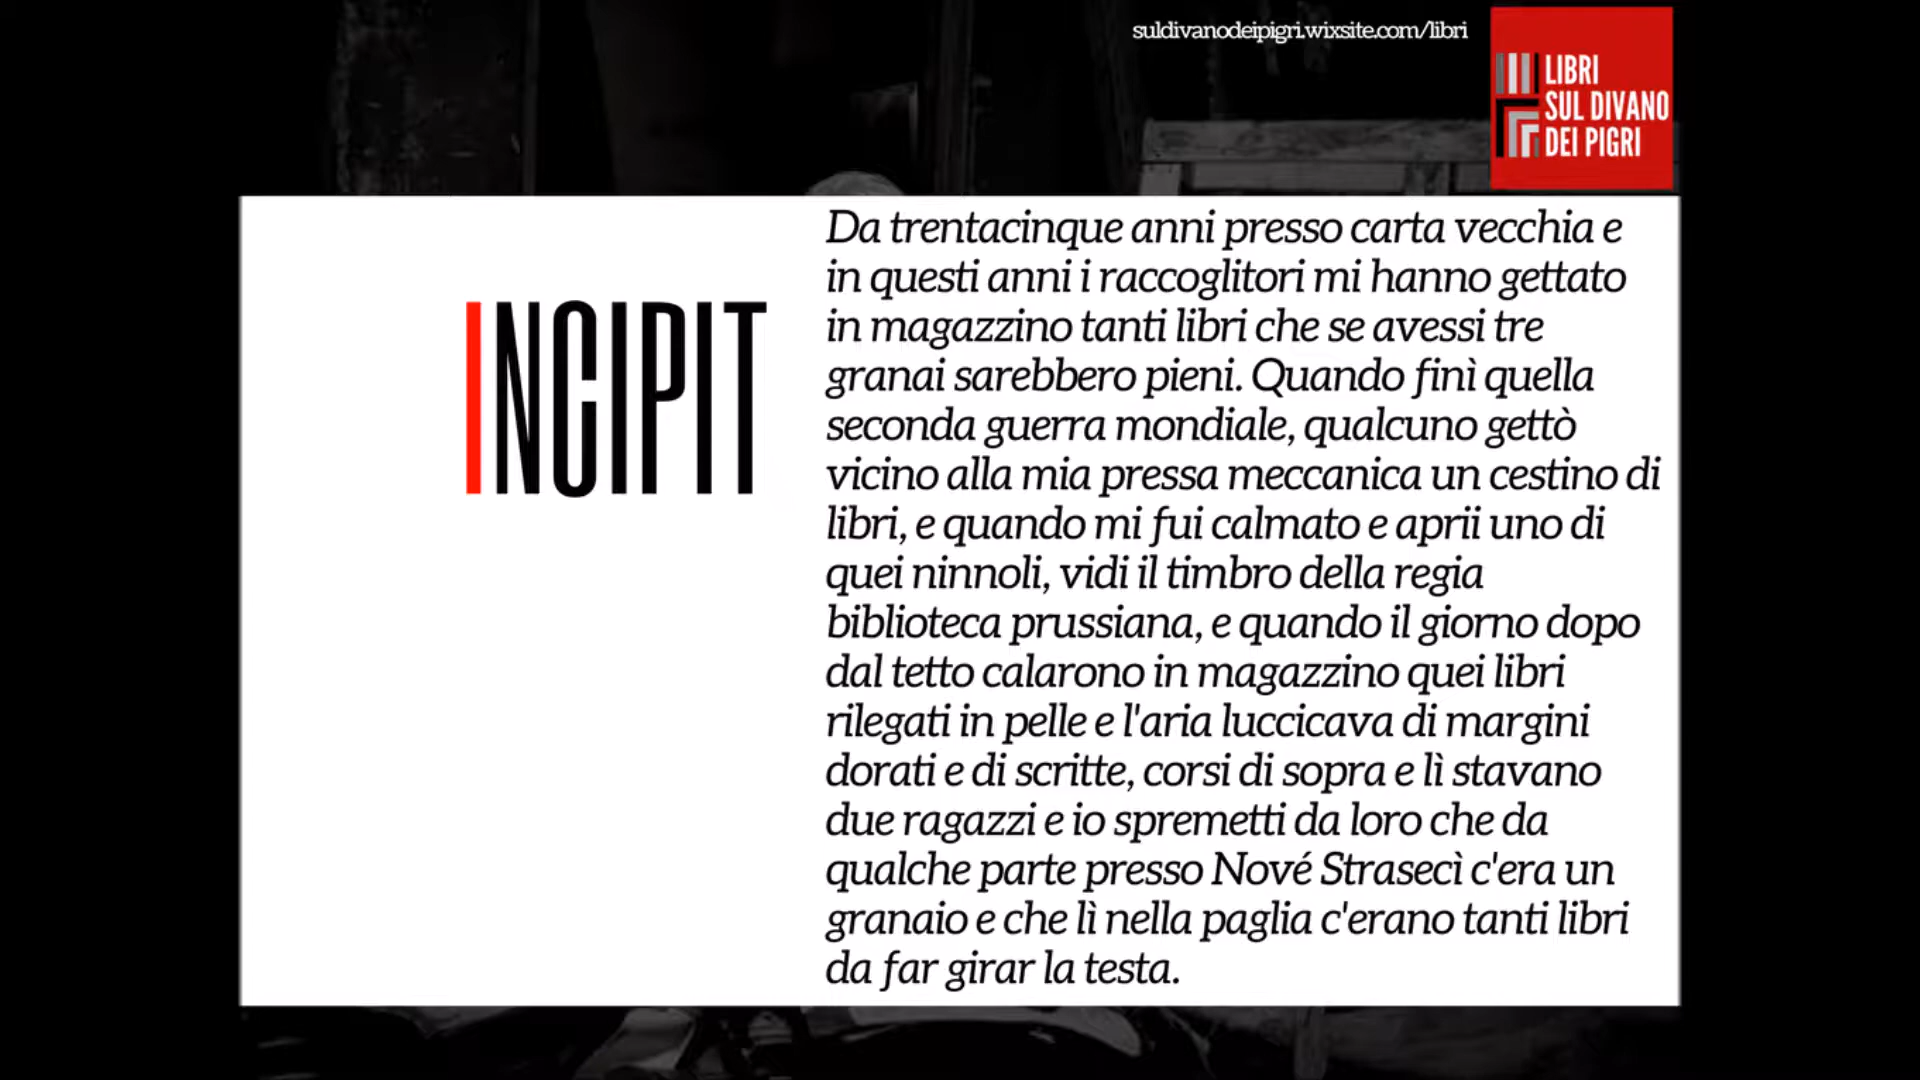 suldivanodeipigri.wixsite.com/libri
LIBRI
SUL DIVANO
DEI PIGRI
INCIPIT
Da trentacinque anni presso carta vecchia e
in questi anni i raccoglitori mi hanno gettato
in magazzino tanti libri che se avessi tre
granai sarebbero pieni. Quando finì quella
seconda guerra mondiale, qualcuno gettò
vicino alla mia pressa meccanica un cestino di
libri, e quando mi fui calmato e aprii uno di
quei ninnoli, vidi il timbro della regia
biblioteca prussiana, e quando il giorno dopo
dal tetto calarono in magazzino quei libri
rilegati in pelle e l'aria luccicava di margini
dorati e di scritte, corsi di sopra e lì stavano
due ragazzi e io spremetti da loro che da
qualche parte presso Nové Strasecì c'era un
granaio e che lì nella paglia c'erano tanti libri
da far girar la testa.